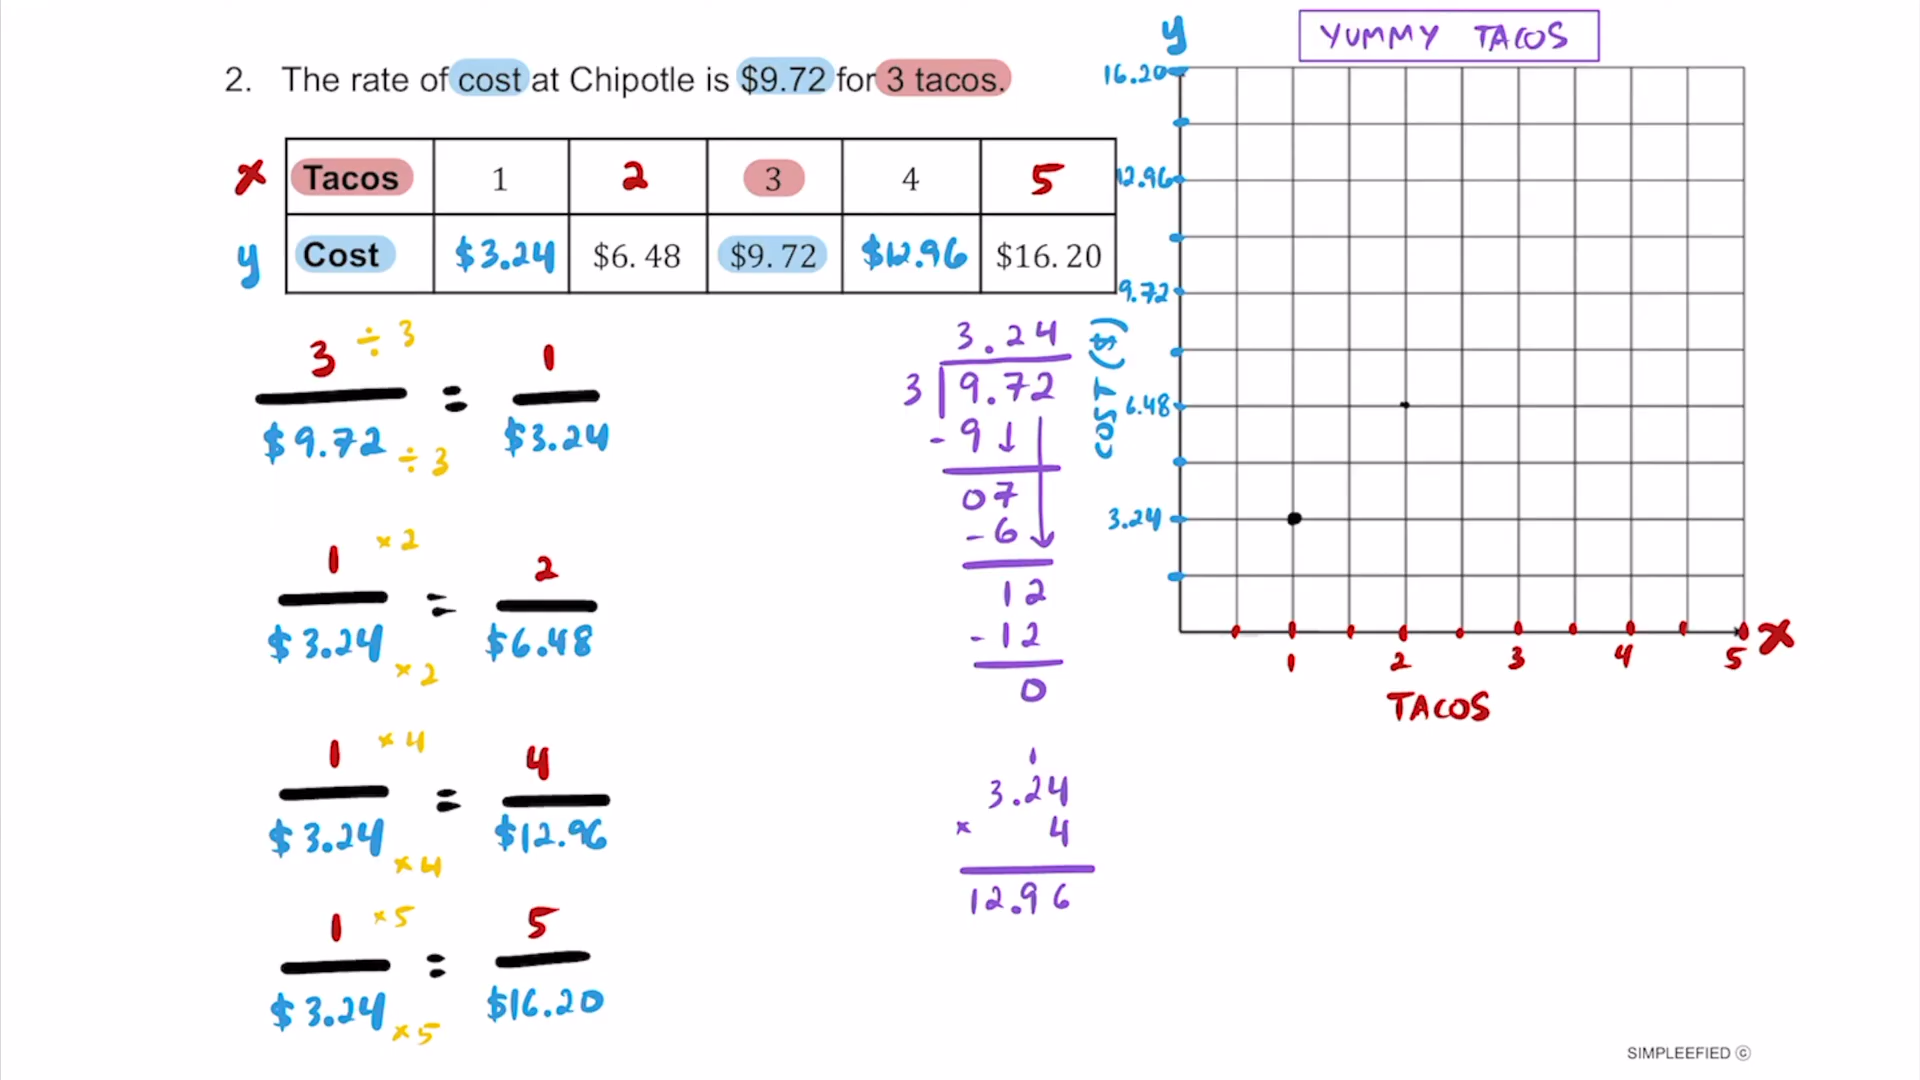 2. The rate of cost at Chipotle is $9.72 for 3 tacos.
x Tacos 1 2 3 4 5
y Cost $3.24 $6.48 $9.72 $12.96 $16.20
3 ÷ 3 1
= 
$9.72 ÷ 3 $3.24
1 × 2 2
=
$3.24 × 2 $6.48
1 × 4 4
=
$3.24 × 4 $12.96
1 × 5 5
=
$3.24 × 5 $16.20
3.24
3 9.72
- 9
07
- 6
12
- 12
0
1
3.24
× 4
12.96
YUMMY TACOS
y
16.20
12.96
9.72
6.48
3.24
COST ($)
1 2 3 4 5 x
TACOS
SIMPLEEFIED ©